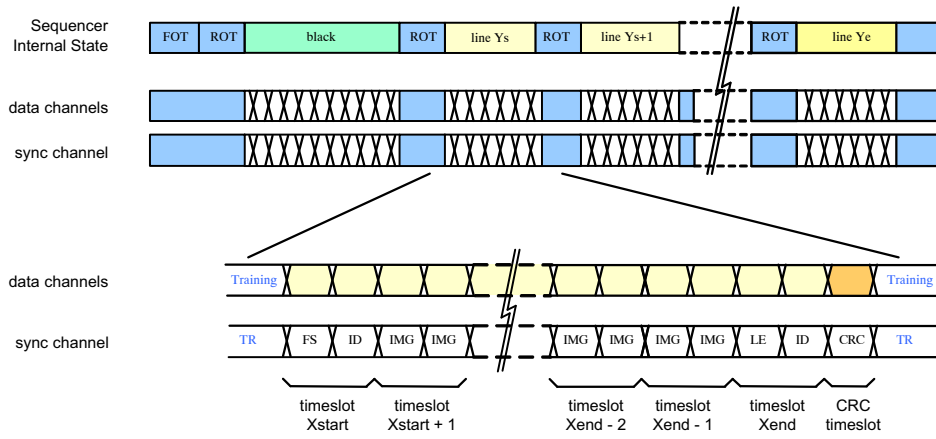 Sequencer
Internal State
FOT ROT black ROT line Ys ROT line Ys+1 ROT line Ye
data channels
sync channel
data channels Training Training
sync channel TR FS ID IMG IMG IMG IMG IMG IMG LE ID CRC TR
timeslot timeslot timeslot timeslot timeslot CRC
Xstart Xstart + 1 Xend - 2 Xend - 1 Xend timeslot